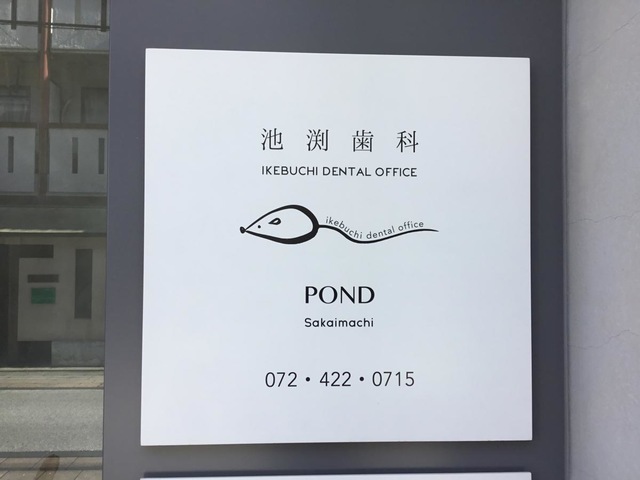 池渕歯科
IKEBUCHI DENTAL OFFICE
ikebuchi dental office
POND
Sakaimachi
072・422・0715